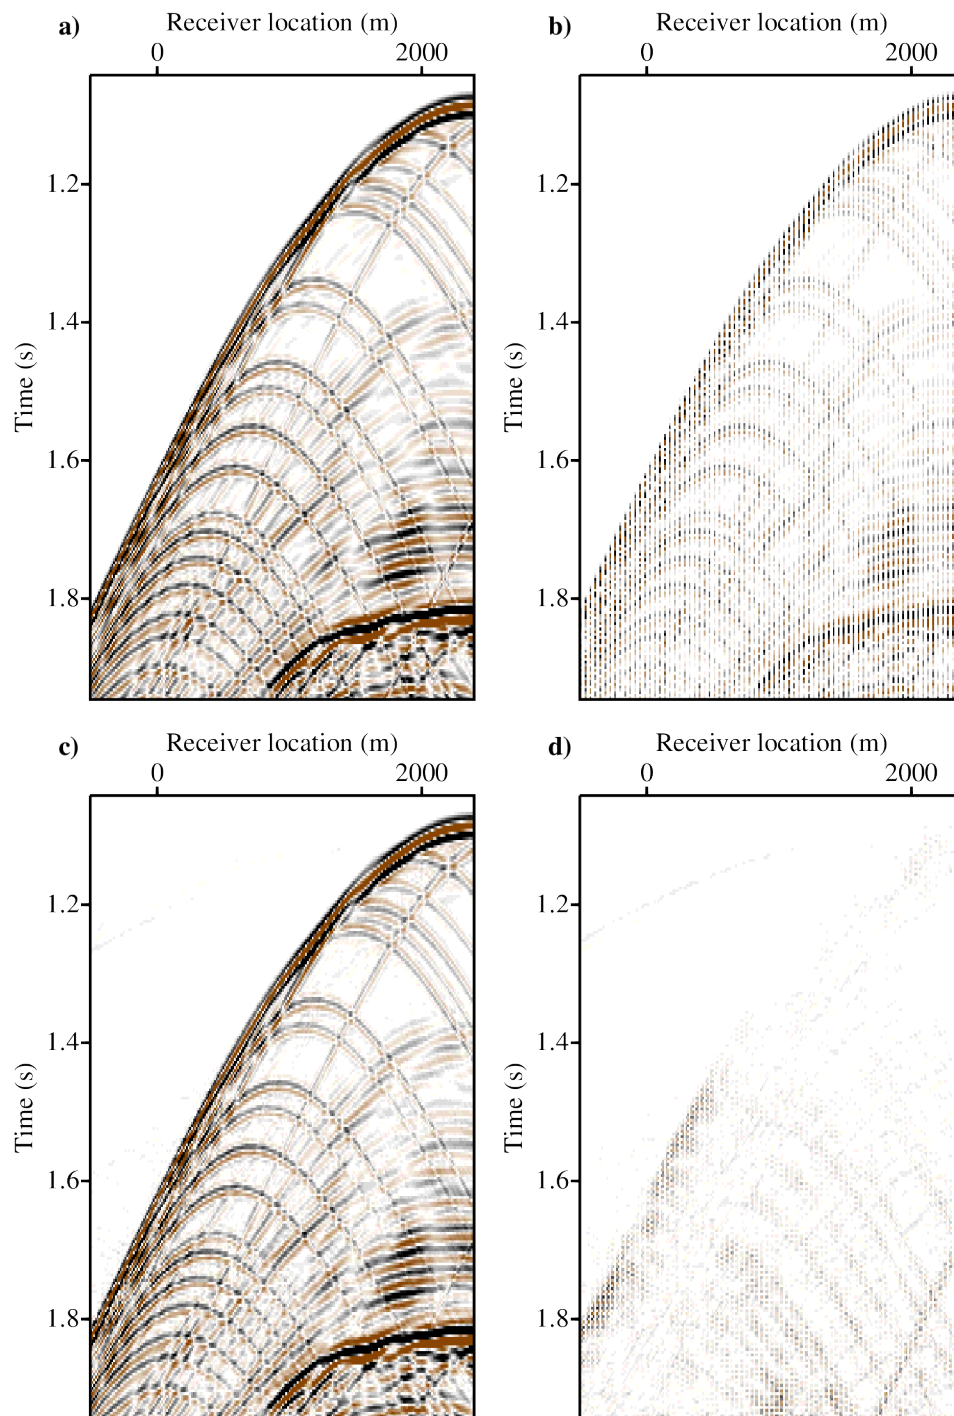 a) Receiver location (m)
0 2000
1.2
1.4
Time (s)
1.6
1.8
b) Receiver location (m)
0 2000
1.2
1.4
Time (s)
1.6
1.8
c) Receiver location (m)
0 2000
1.2
1.4
Time (s)
1.6
1.8
d) Receiver location (m)
0 2000
1.2
1.4
Time (s)
1.6
1.8